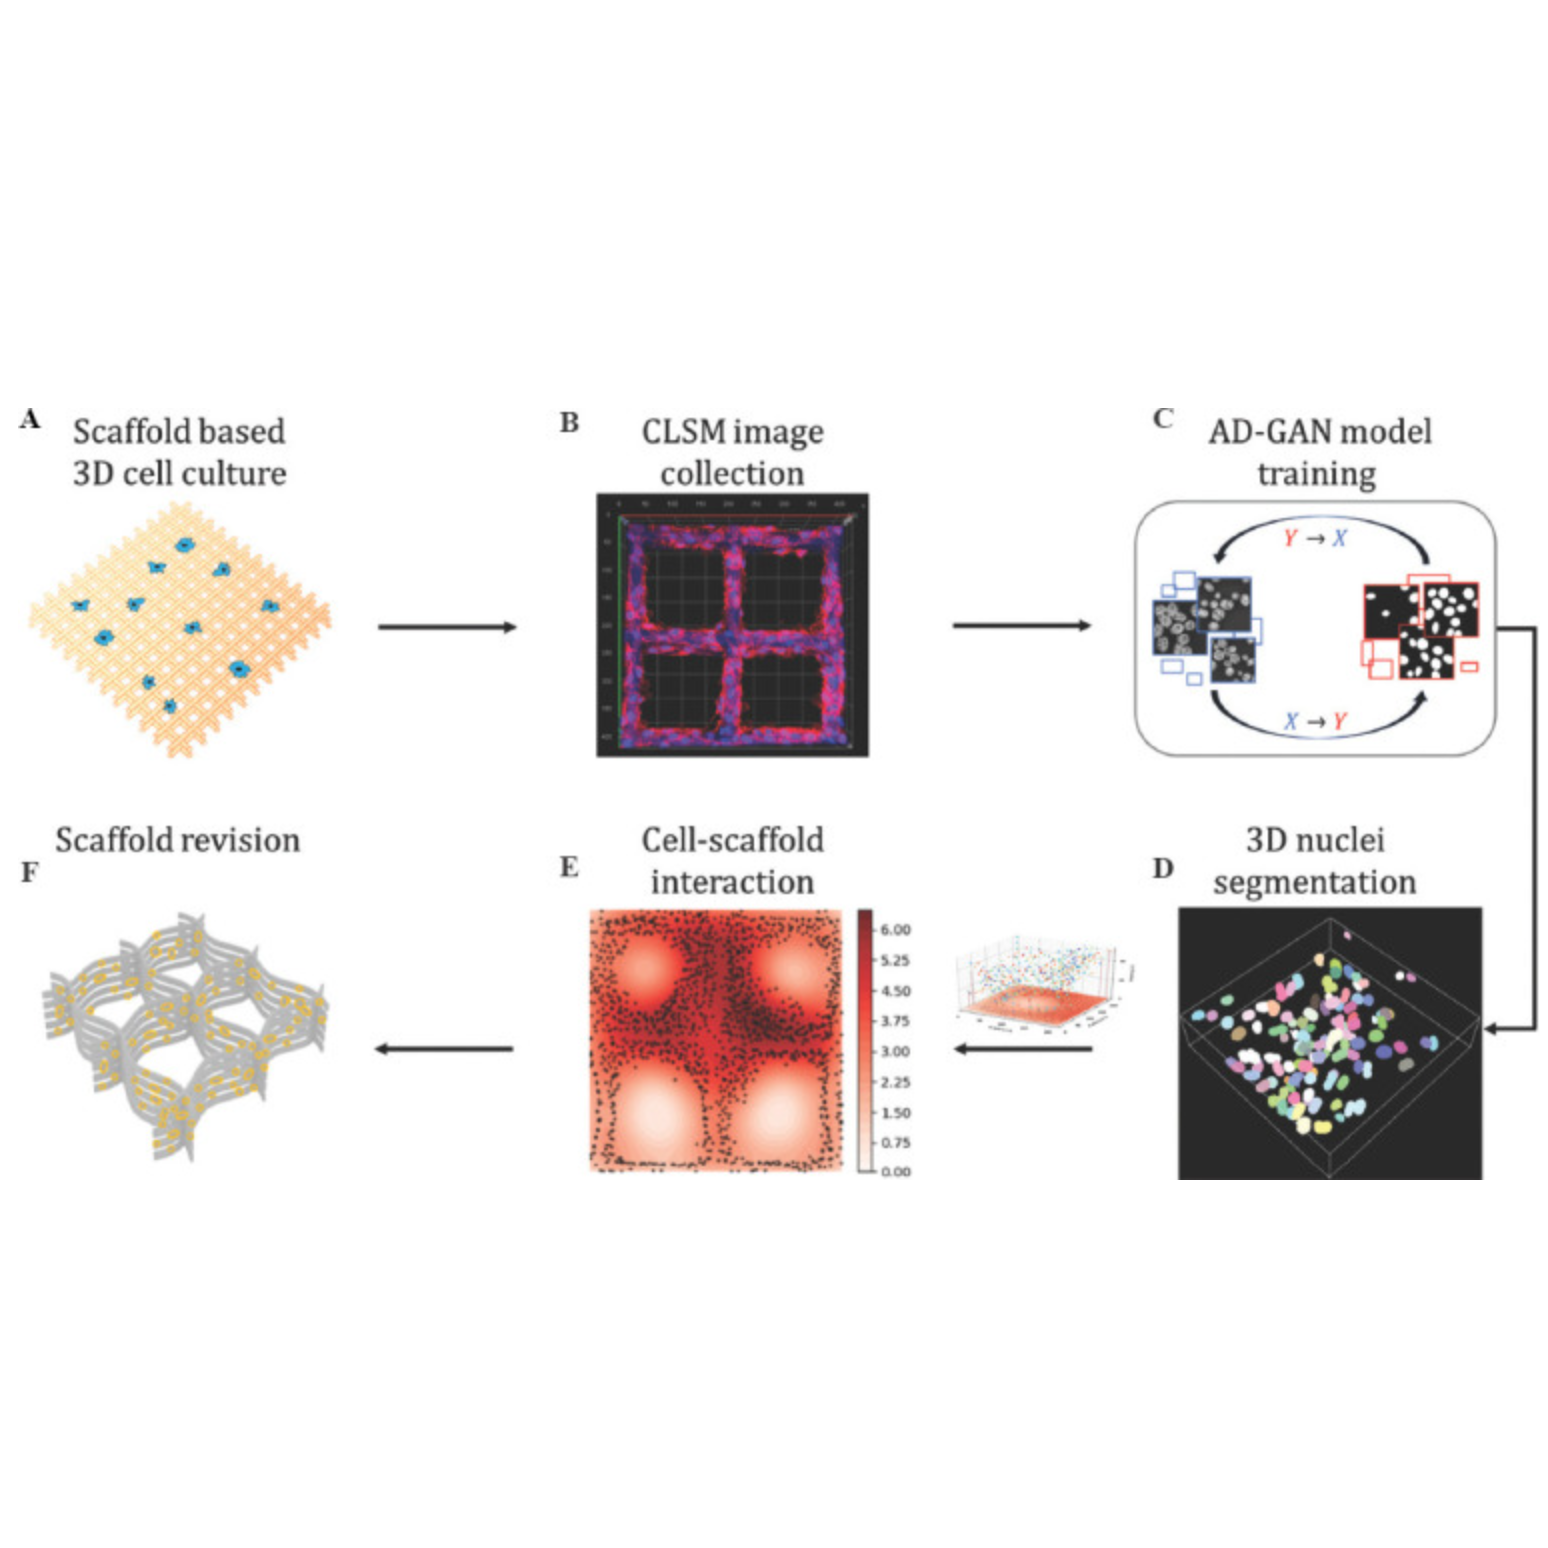 A
Scaffold based
3D cell culture
B
CLSM image
collection
C
AD-GAN model
training
Y → X
X → Y
Scaffold revision
F
Cell-scaffold
interaction
E
6.00
5.25
4.50
3.75
3.00
2.25
1.50
0.75
0.00
3D nuclei
segmentation
D